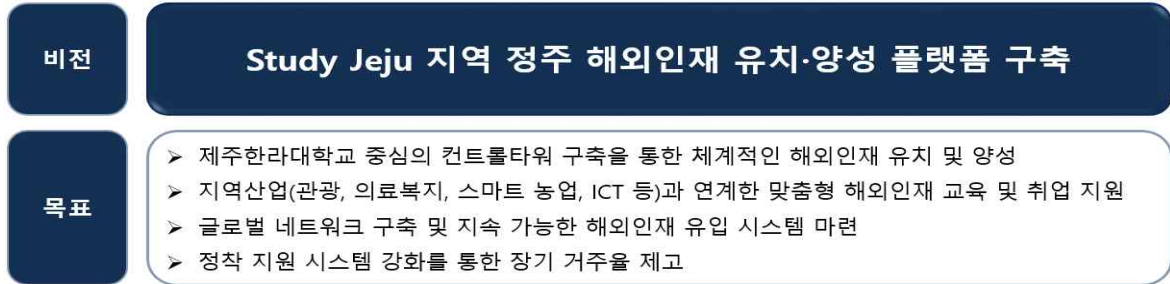 비전
Study Jeju 지역 정주 해외인재 유치·양성 플랫폼 구축
목표
➢ 제주한라대학교 중심의 컨트롤타워 구축을 통한 체계적인 해외인재 유치 및 양성
➢ 지역산업(관광, 의료복지, 스마트 농업, ICT 등)과 연계한 맞춤형 해외인재 교육 및 취업 지원
➢ 글로벌 네트워크 구축 및 지속 가능한 해외인재 유입 시스템 마련
➢ 정착 지원 시스템 강화를 통한 장기 거주율 제고